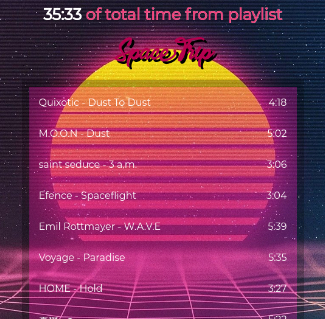 35:33 of total time from playlist
Space Trip
Quixotic - Dust To Dust 4:18
M.O.O.N - Dust 5:02
saint seduce - 3 a.m. 3:06
Efence - Spaceflight 3:04
Emil Rottmayer - W.A.V.E 5:39
Voyage - Paradise 5:35
HOME - Hold 3:27